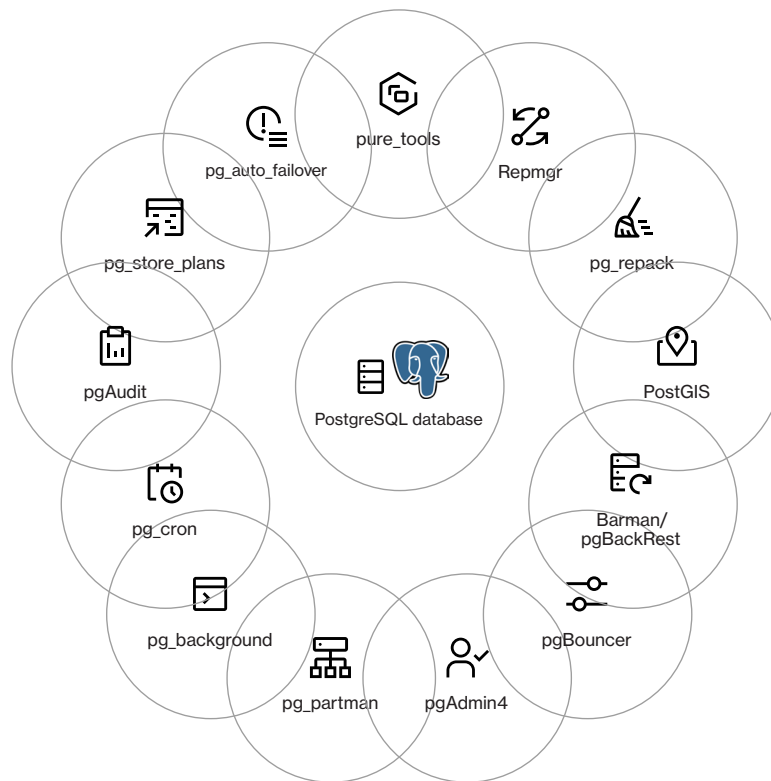 pure_tools
pg_auto_failover
Repmgr
pg_store_plans
pg_repack
pgAudit
PostGIS
PostgreSQL database
pg_cron
Barman/
pgBackRest
pg_background
pgBouncer
pg_partman
pgAdmin4